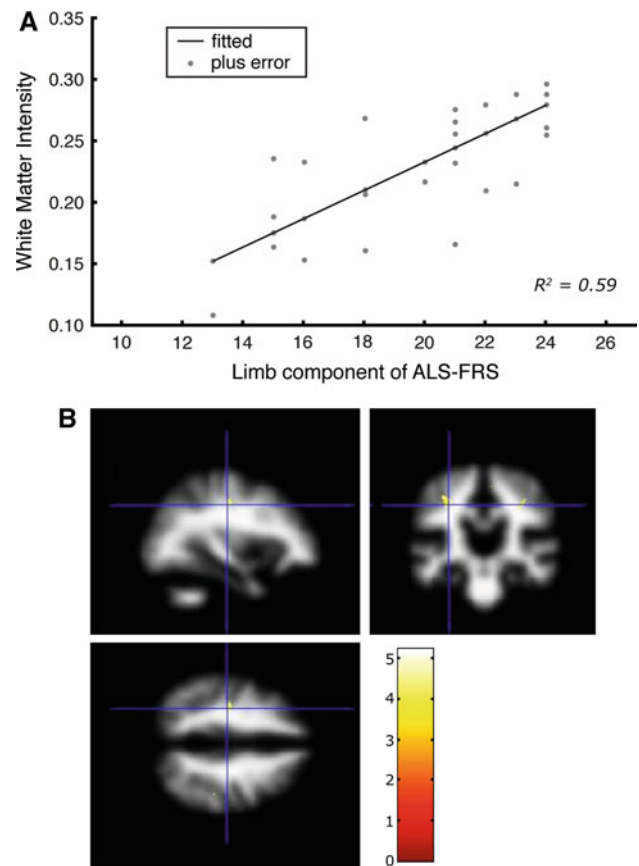 A
fitted
plus error
White Matter Intensity
0.35
0.30
0.25
0.20
0.15
0.10
R² = 0.59
10 12 14 16 18 20 22 24 26
Limb component of ALS-FRS
B
5
4
3
2
1
0